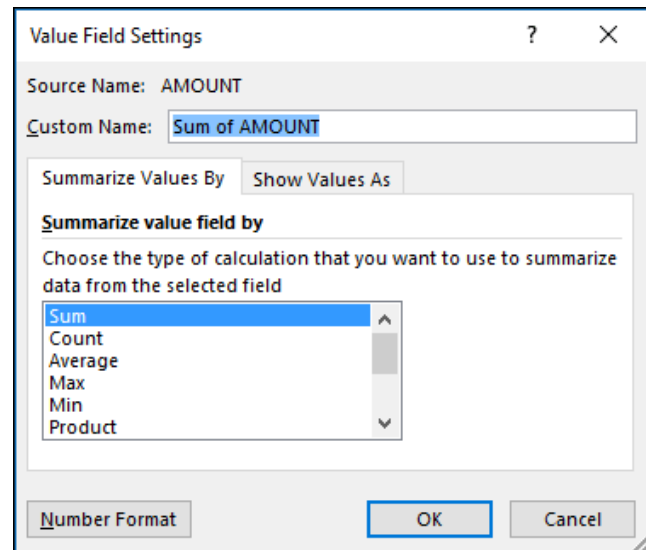 Value Field Settings ? ×
Source Name: AMOUNT
Custom Name: Sum of AMOUNT
Summarize Values By Show Values As
Summarize value field by
Choose the type of calculation that you want to use to summarize
data from the selected field
Sum
Count
Average
Max
Min
Product
Number Format OK Cancel